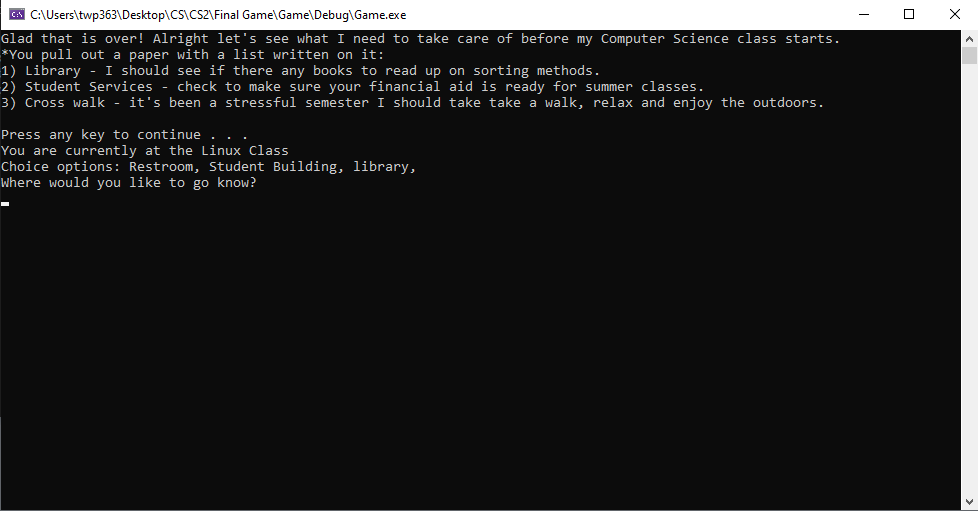 C:\Users\twp363\Desktop\CS\CS2\Final Game\Game\Debug\Game.exe
Glad that is over! Alright let's see what I need to take care of before my Computer Science class starts.
*You pull out a paper with a list written on it:
1) Library - I should see if there any books to read up on sorting methods.
2) Student Services - check to make sure your financial aid is ready for summer classes.
3) Cross walk - it's been a stressful semester I should take take a walk, relax and enjoy the outdoors.
Press any key to continue . . .
You are currently at the Linux Class
Choice options: Restroom, Student Building, library,
Where would you like to go know?